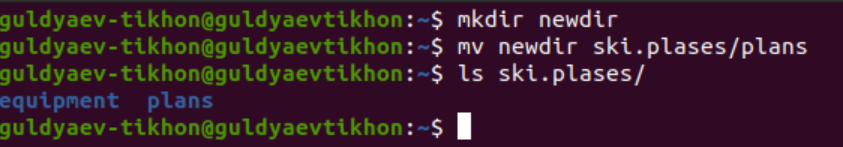 guldyaev-tikhon@guldyaevtikhon:~$ mkdir newdir
guldyaev-tikhon@guldyaevtikhon:~$ mv newdir ski.plases/plans
guldyaev-tikhon@guldyaevtikhon:~$ ls ski.plases/
equipment  plans
guldyaev-tikhon@guldyaevtikhon:~$